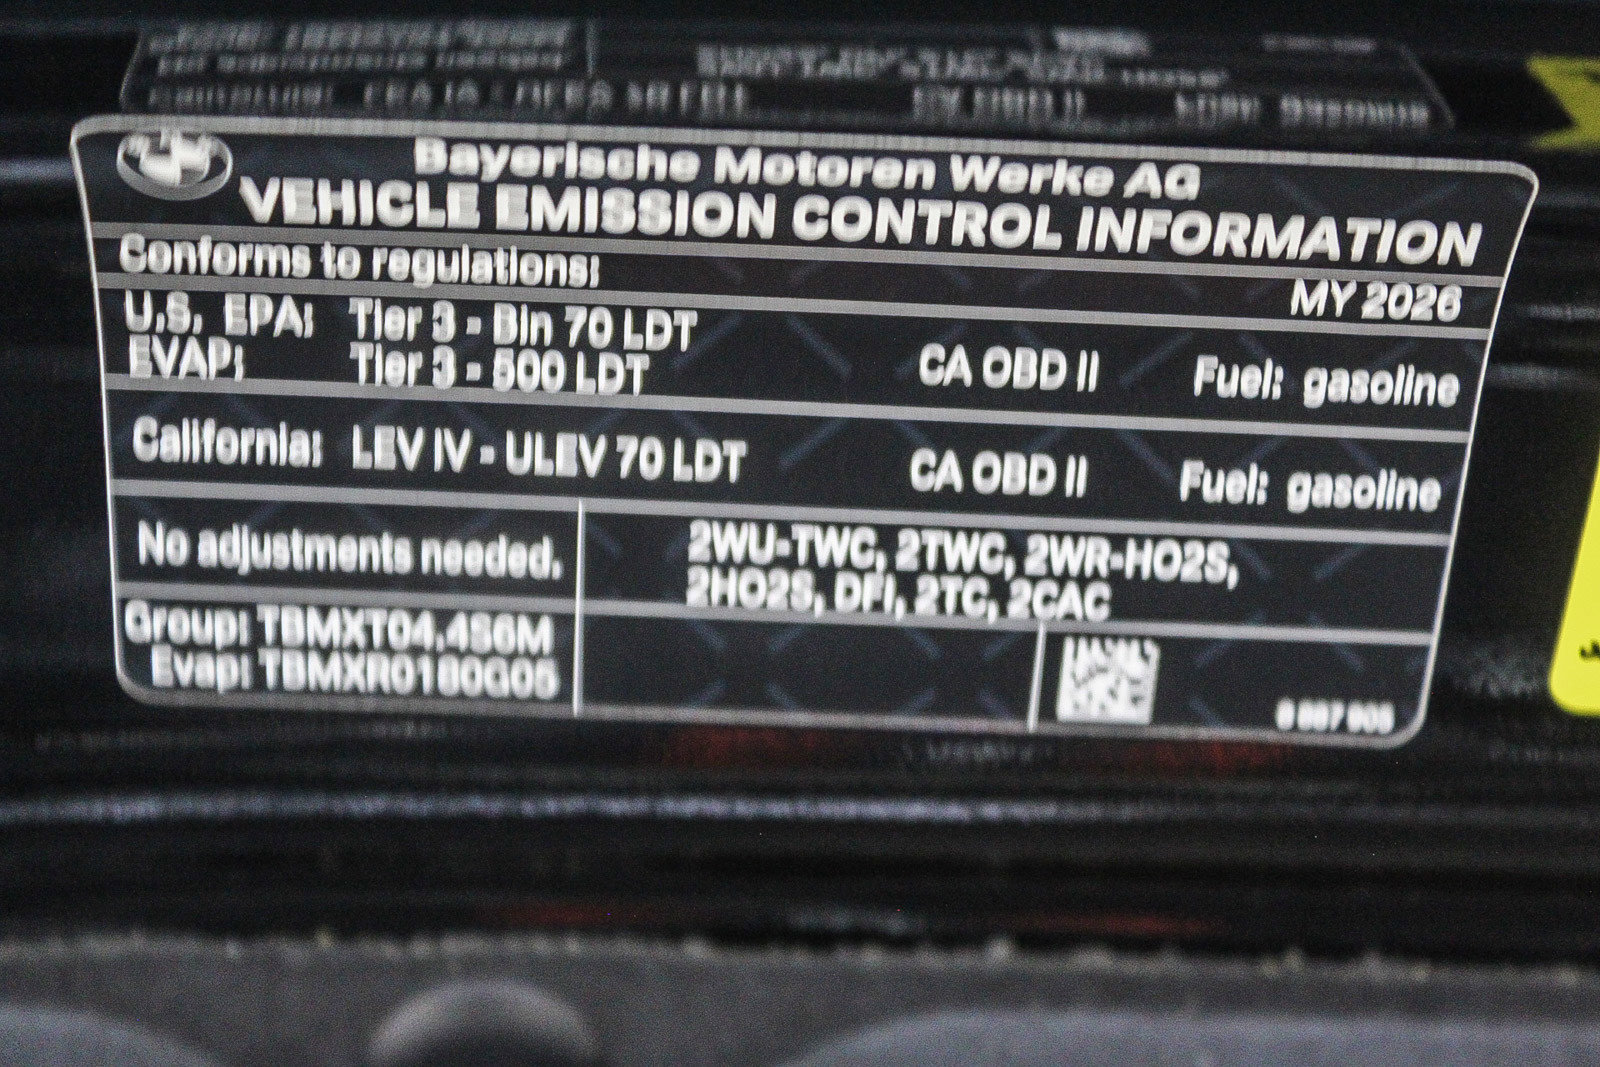 Bayerische Motoren Werke AG
VEHICLE EMISSION CONTROL INFORMATION
Conforms to regulations:
MY 2026
U.S. EPA: Tier 3 - Bin 70 LDT
EVAP: Tier 3 - 500 LDT
CA OBD II
Fuel: gasoline
California: LEV IV - ULEV 70 LDT CA OBD II Fuel: gasoline
No adjustments needed.
2WU-TWC, 2TWC, 2WR-HO2S,
2HO2S, DFI, 2TC, 2CAC
Group: TBMXT04.4S6M
Evap: TBMXR0180G05